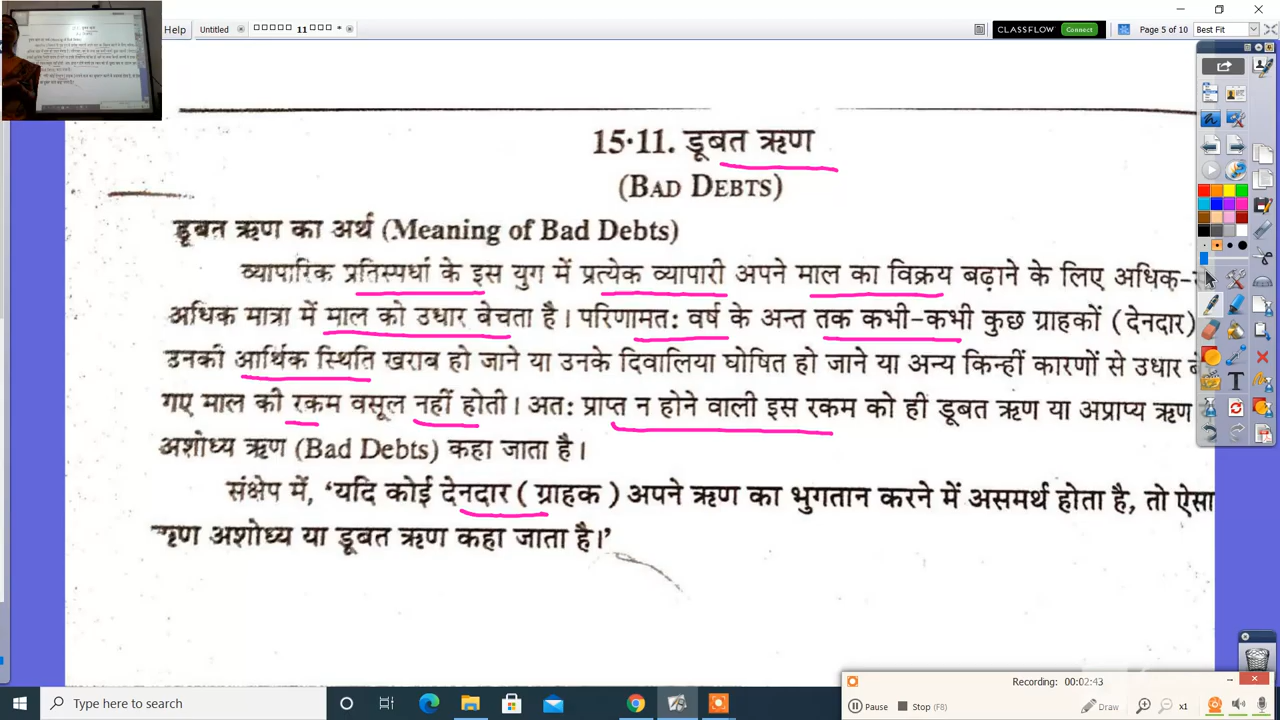 Help
Untitled
11
CLASSFLOW
Connect
Page 5 of 10
Best Fit
15·11. डूबत ऋण
(BAD DEBTS)
डूबत ऋण का अर्थ (Meaning of Bad Debts)
व्यापारिक प्रतिस्पर्धा के इस युग में प्रत्येक व्यापारी अपने माल का विक्रय बढ़ाने के लिए अधिक-
अधिक मात्रा में माल को उधार बेचता है। परिणामतः वर्ष के अन्त तक कभी-कभी कुछ ग्राहकों (देनदार)
उनकी आर्थिक स्थिति खराब हो जाने या उनके दिवालिया घोषित हो जाने या अन्य किन्हीं कारणों से उधार
गए माल की रकम वसूल नहीं होती। अतः प्राप्त न होने वाली इस रकम को ही डूबत ऋण या अप्राप्य ऋण
अशोध्य ऋण (Bad Debts) कहा जाता है।
संक्षेप में, ‘यदि कोई देनदार ( ग्राहक ) अपने ऋण का भुगतान करने में असमर्थ होता है, तो ऐसा
ऋण अशोध्य या डूबत ऋण कहा जाता है।’
Recording: 00:02:43
Pause
Stop (F8)
Draw
x1
Type here to search